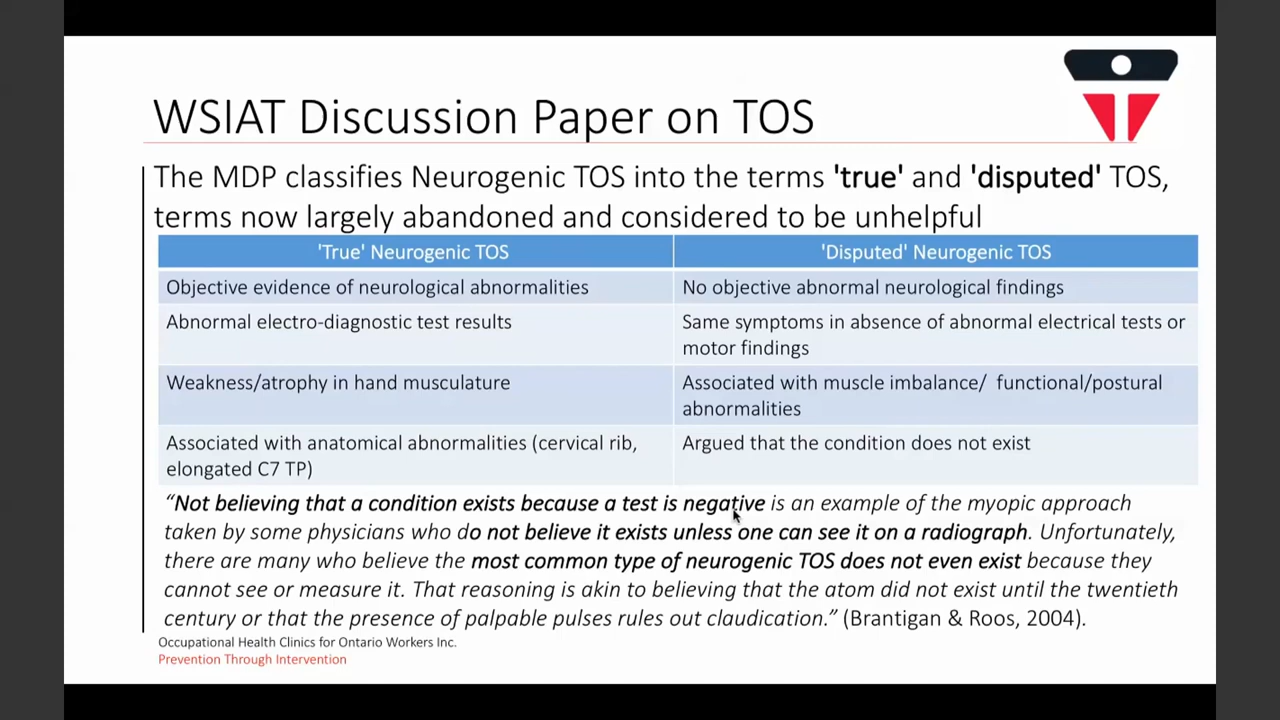 WSIAT Discussion Paper on TOS
The MDP classifies Neurogenic TOS into the terms 'true' and 'disputed' TOS,
terms now largely abandoned and considered to be unhelpful
'True' Neurogenic TOS
'Disputed' Neurogenic TOS
Objective evidence of neurological abnormalities
No objective abnormal neurological findings
Abnormal electro-diagnostic test results
Same symptoms in absence of abnormal electrical tests or
motor findings
Weakness/atrophy in hand musculature
Associated with muscle imbalance/ functional/postural
abnormalities
Associated with anatomical abnormalities (cervical rib,
elongated C7 TP)
Argued that the condition does not exist
“Not believing that a condition exists because a test is negative is an example of the myopic approach
taken by some physicians who do not believe it exists unless one can see it on a radiograph. Unfortunately,
there are many who believe the most common type of neurogenic TOS does not even exist because they
cannot see or measure it. That reasoning is akin to believing that the atom did not exist until the twentieth
century or that the presence of palpable pulses rules out claudication.” (Brantigan & Roos, 2004).
Occupational Health Clinics for Ontario Workers Inc.
Prevention Through Intervention